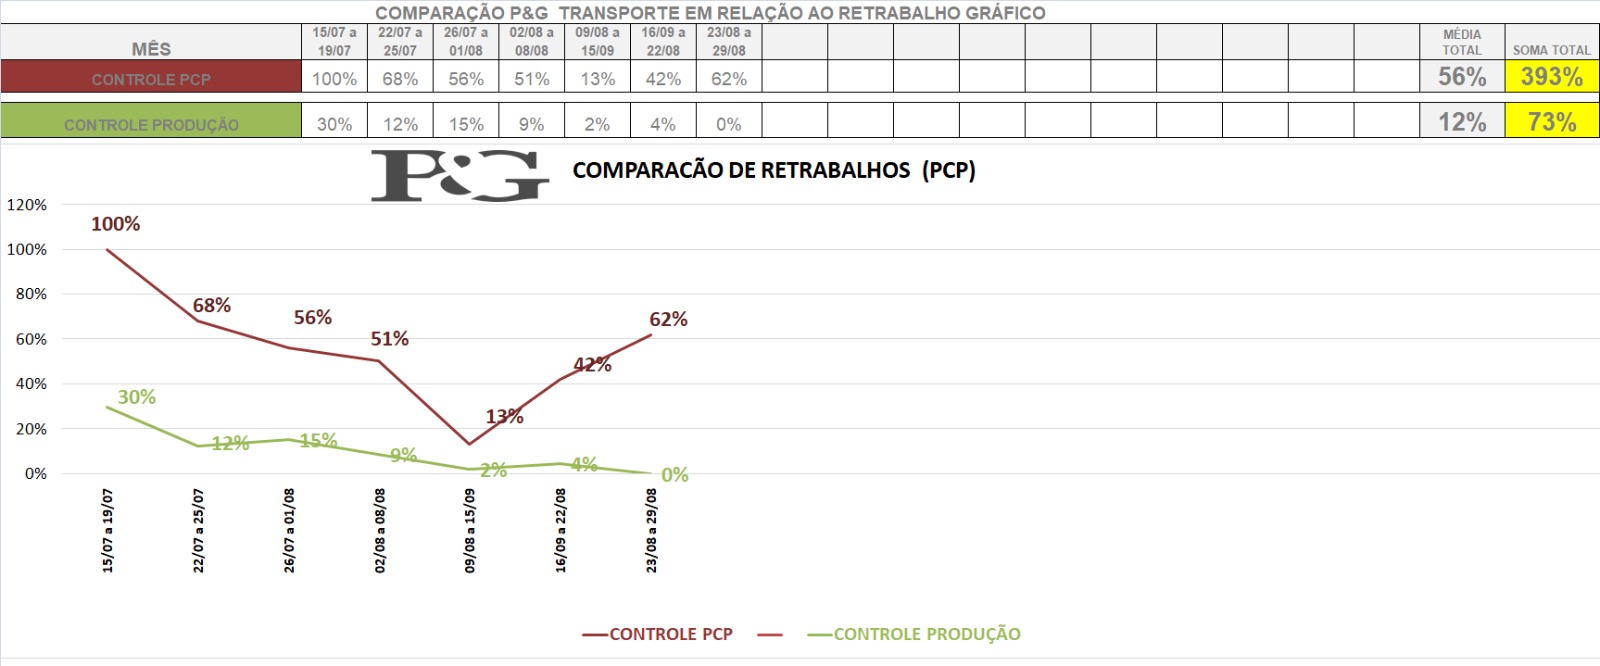 COMPARAÇÃO P&G TRANSPORTE EM RELAÇÃO AO RETRABALHO GRÁFICO
MÊS 15/07 a 19/07 22/07 a 25/07 26/07 a 01/08 02/08 a 08/08 09/08 a 15/09 16/09 a 22/08 23/08 a 29/08 MÉDIA TOTAL SOMA TOTAL
CONTROLE PCP 100% 68% 56% 51% 13% 42% 62% 56% 393%
CONTROLE PRODUÇÃO 30% 12% 15% 9% 2% 4% 0% 12% 73%
P&G COMPARACÃO DE RETRABALHOS (PCP)
120%
100%
80%
60%
40%
20%
0%
100%
68%
56%
51%
13%
42%
62%
30%
12%
15%
9%
2%
4%
0%
15/07 a 19/07
22/07 a 25/07
26/07 a 01/08
02/08 a 08/08
09/08 a 15/09
16/09 a 22/08
23/08 a 29/08
CONTROLE PCP CONTROLE PRODUÇÃO